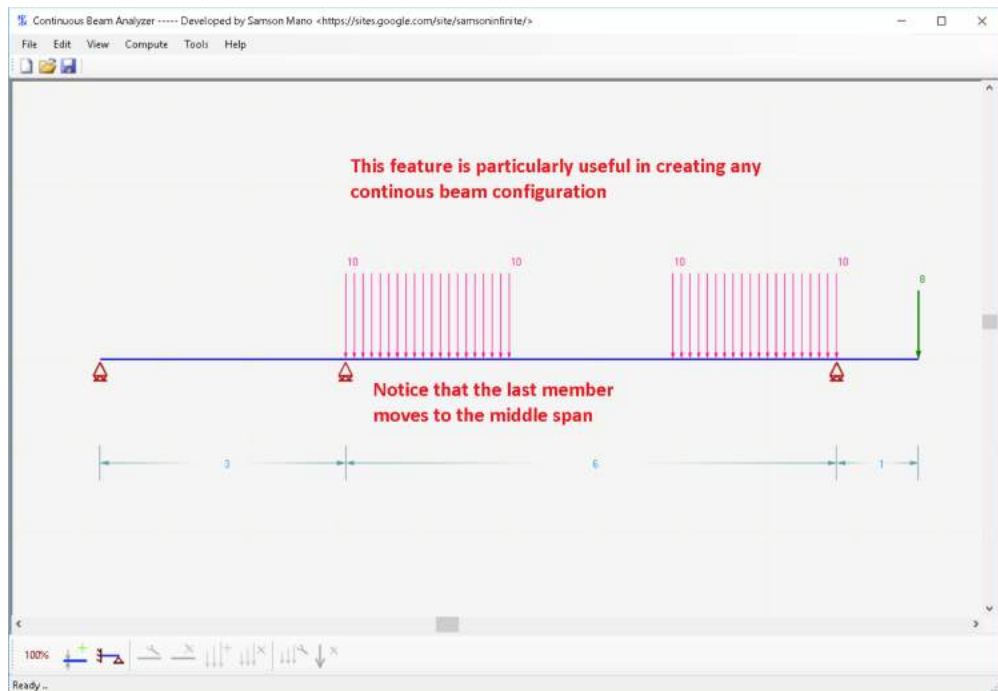 Continuous Beam Analyzer ----- Developed by Samson Mano <https://sites.google.com/site/samsoninfinite/>
File Edit View Compute Tools Help
This feature is particularly useful in creating any
continous beam configuration
10 10 10 10
8
Notice that the last member
moves to the middle span
3 6 1
100%
Ready ..